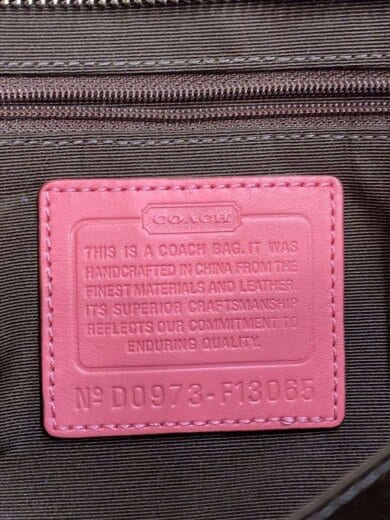 COACH
THIS IS A COACH BAG. IT WAS
HANDCRAFTED IN CHINA FROM THE
FINEST MATERIALS AND LEATHER.
ITS SUPERIOR CRAFTSMANSHIP
REFLECTS OUR COMMITMENT TO
ENDURING QUALITY.
Nº D0973-F13065